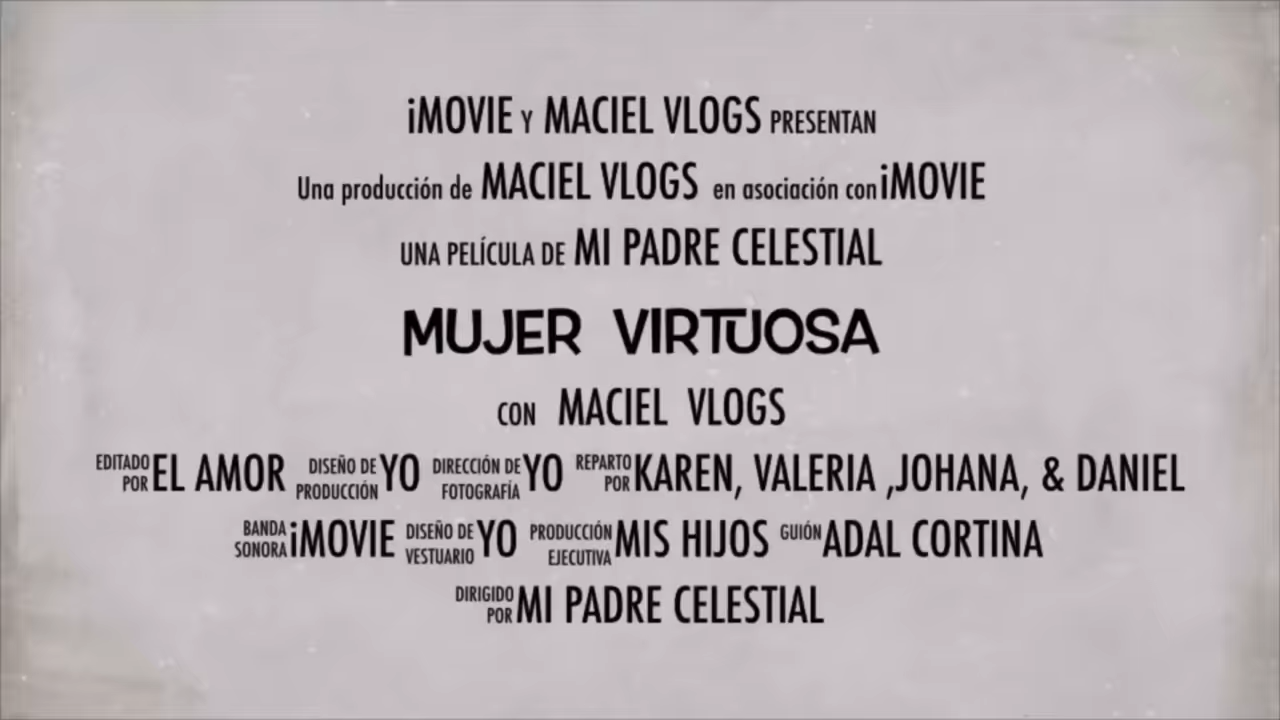 iMOVIE Y MACIEL VLOGS PRESENTAN
Una producción de MACIEL VLOGS en asociación con iMOVIE
UNA PELÍCULA DE MI PADRE CELESTIAL
MUJER VIRTUOSA
CON MACIEL VLOGS
EDITADO POR EL AMOR DISEÑO DE PRODUCCIÓN YO DIRECCIÓN DE FOTOGRAFÍA YO REPARTO POR KAREN, VALERIA ,JOHANA, & DANIEL
BANDA SONORA iMOVIE DISEÑO DE VESTUARIO YO PRODUCCIÓN EJECUTIVA MIS HIJOS GUIÓN ADAL CORTINA
DIRIGIDO POR MI PADRE CELESTIAL